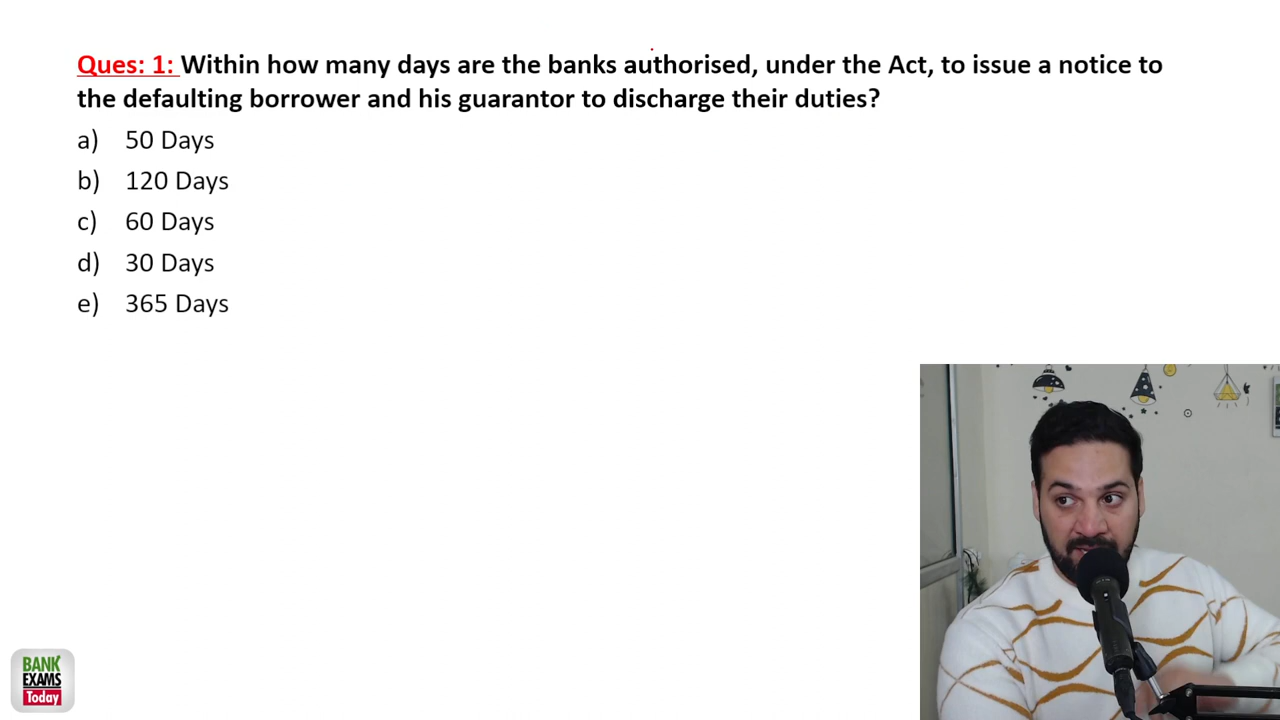 Ques: 1: Within how many days are the banks authorised, under the Act, to issue a notice to
the defaulting borrower and his guarantor to discharge their duties?
a) 50 Days
b) 120 Days
c) 60 Days
d) 30 Days
e) 365 Days
BANK
EXAMS
Today